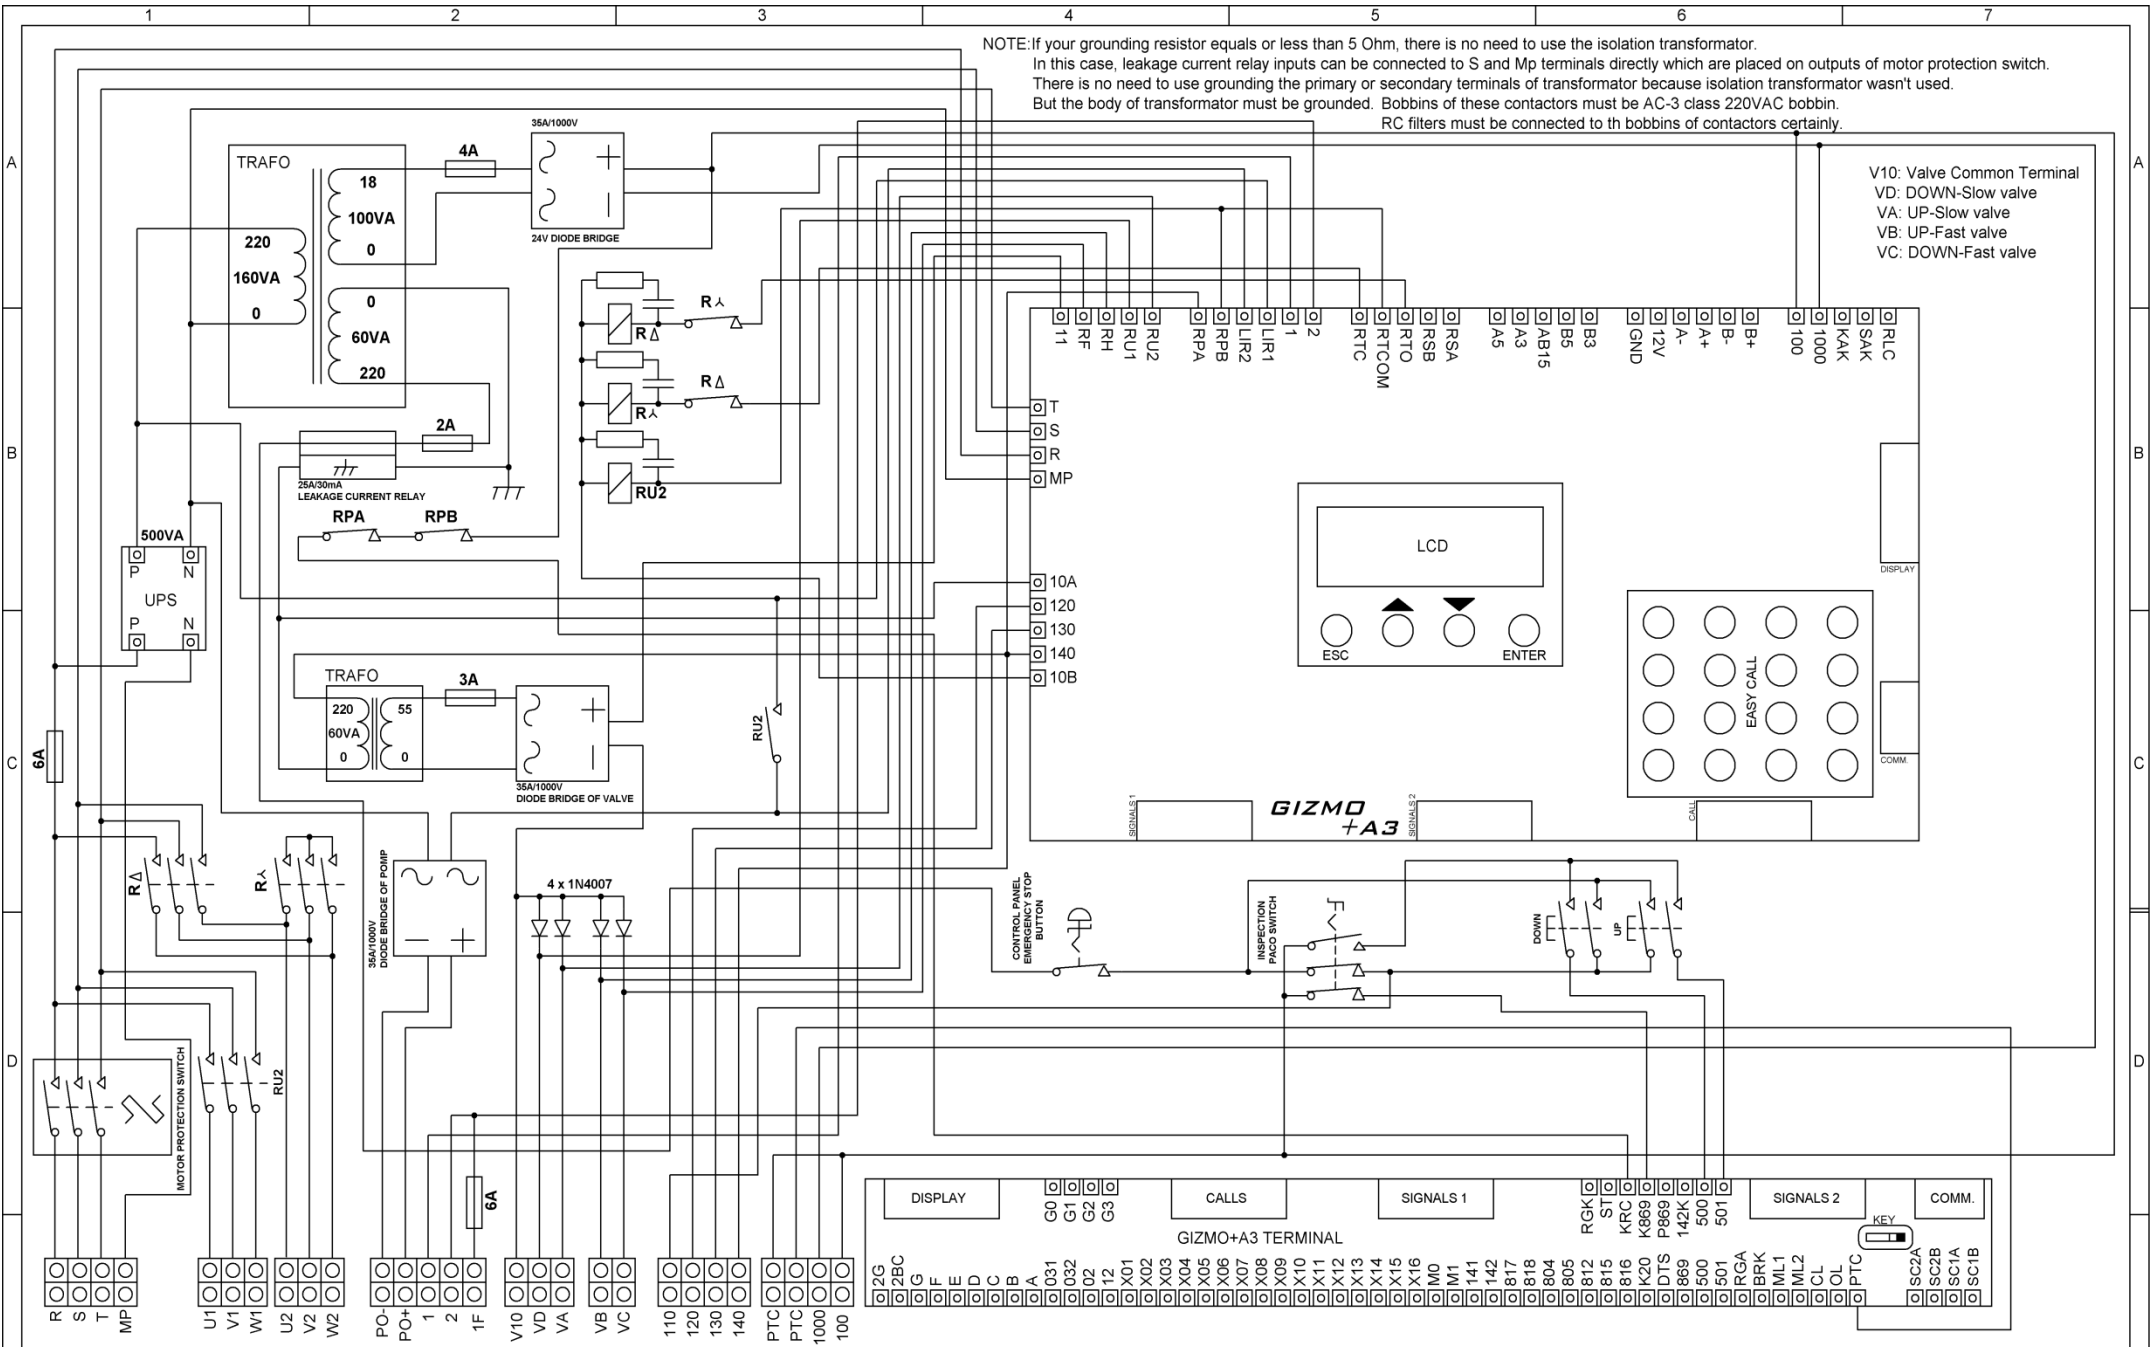 1 2 3 4 5 6 7
NOTE:If your grounding resistor equals or less than 5 Ohm, there is no need to use the isolation transformator.
In this case, leakage current relay inputs can be connected to S and Mp terminals directly which are placed on outputs of motor protection switch.
There is no need to use grounding the primary or secondary terminals of transformator because isolation transformator wasn't used.
But the body of transformator must be grounded. Bobbins of these contactors must be AC-3 class 220VAC bobbin.
RC filters must be connected to th bobbins of contactors certainly.
A A
V10: Valve Common Terminal
VD: DOWN-Slow valve
VA: UP-Slow valve
VB: UP-Fast valve
VC: DOWN-Fast valve
TRAFO
18
100VA
0
220
160VA
0
0
60VA
220
4A
35A/1000V
24V DIODE BRIDGE
R⅄
R△
R△
R⅄
RU2
11 RF RH RU1 RU2 RPA RPB LIR2 LIR1 1 2 RTC RTCOM RTO RSB RSA A5 A3 AB15 B5 B3 GND 12V A- A+ B- B+ 100 1000 KAK SAK RLC
B B
T
S
R
MP
2A
25A/30mA
LEAKAGE CURRENT RELAY
RPA RPB
500VA
P N
UPS
P N
LCD
ESC ENTER
DISPLAY
10A
120
130
140
10B
EASY CALL
COMM.
C C
TRAFO
220 55
60VA
0 0
3A
35A/1000V
DIODE BRIDGE OF VALVE
RU2
6A
SIGNALS 1
GIZMO
+A3
SIGNALS 2
CALL
R△
R⅄
35A/1000V
DIODE BRIDGE OF POMP
4 x 1N4007
CONTROL PANEL
EMERGENCY STOP
BUTTON
INSPECTION
PACO SWITCH
DOWN
UP
D D
MOTOR PROTECTION SWITCH
RU2
6A
DISPLAY
G0 G1 G2 G3
CALLS
SIGNALS 1
RGK ST KRC K869 P869 142K 500 501
SIGNALS 2
COMM.
GIZMO+A3 TERMINAL
KEY
2G 2BC G F E D C B A 031 032 02 12 X01 X02 X03 X04 X05 X06 X07 X08 X09 X10 X11 X12 X13 X14 X15 X16 M0 M1 141 142 817 818 804 805 812 815 816 K20 DTS 869 500 501 RGA BRK ML1 ML2 CL OL PTC SC2A SC2B SC1A SC1B
R S T MP U1 V1 W1 U2 V2 W2 PO- PO+ 1 2 1F V10 VD VA VB VC 110 120 130 140 PTC PTC 1000 100